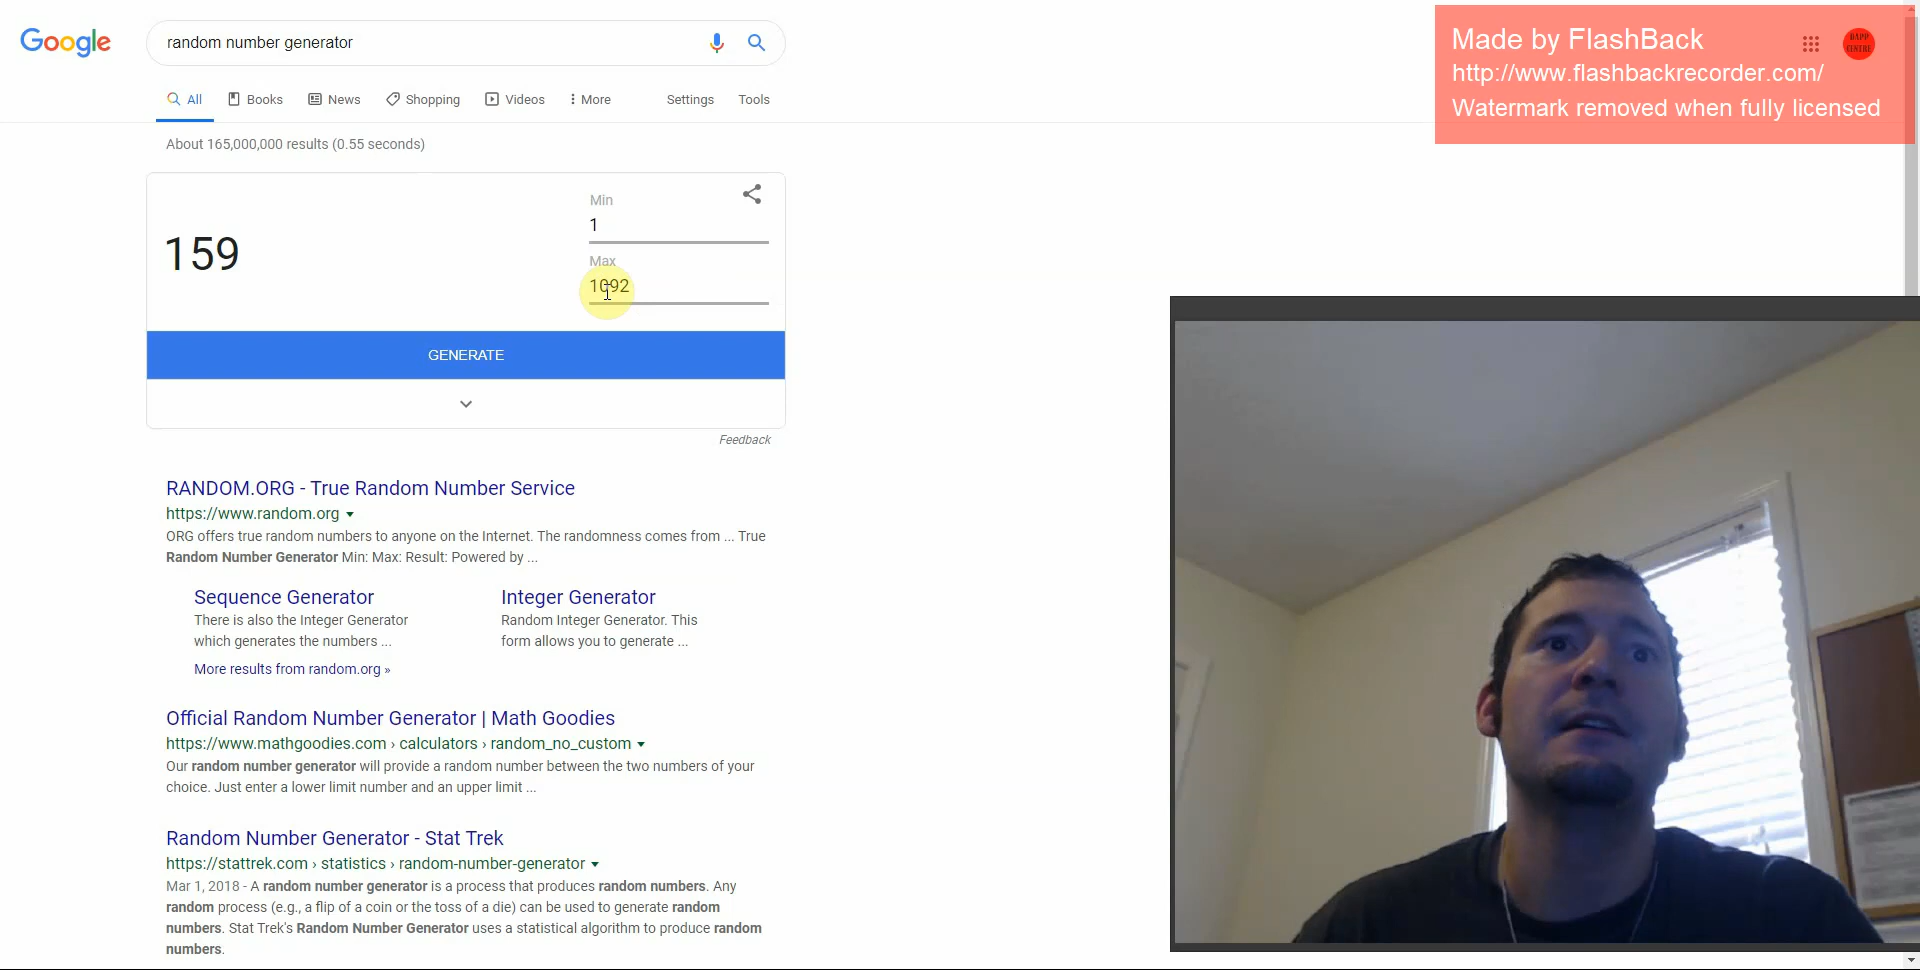 Google
random number generator
All Books News Shopping Videos More Settings Tools
About 165,000,000 results (0.55 seconds)
159
Min
1
Max
1092
GENERATE
Feedback
RANDOM.ORG - True Random Number Service
https://www.random.org
ORG offers true random numbers to anyone on the Internet. The randomness comes from ... True
Random Number Generator Min: Max: Result: Powered by ...
Sequence Generator
There is also the Integer Generator
which generates the numbers ...
More results from random.org »
Integer Generator
Random Integer Generator. This
form allows you to generate ...
Official Random Number Generator | Math Goodies
https://www.mathgoodies.com › calculators › random_no_custom
Our random number generator will provide a random number between the two numbers of your
choice. Just enter a lower limit number and an upper limit ...
Random Number Generator - Stat Trek
https://stattrek.com › statistics › random-number-generator
Mar 1, 2018 - A random number generator is a process that produces random numbers. Any
random process (e.g., a flip of a coin or the toss of a die) can be used to generate random
numbers. Stat Trek's Random Number Generator uses a statistical algorithm to produce random
numbers.
Made by FlashBack
http://www.flashbackrecorder.com/
Watermark removed when fully licensed
DAPP
CENTRE